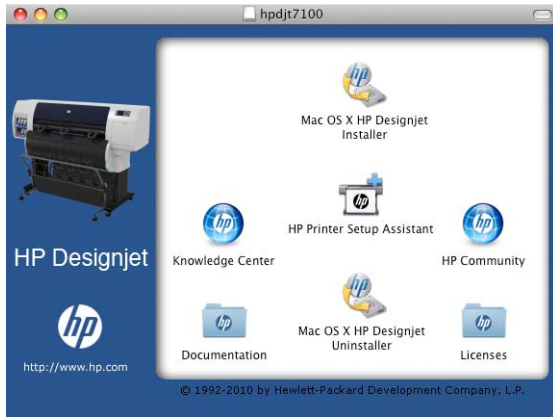 hpdjt7100
Mac OS X HP Designjet
Installer
HP Printer Setup Assistant
Knowledge Center
HP Community
HP Designjet
Mac OS X HP Designjet
Uninstaller
Documentation
Licenses
hp
http://www.hp.com
© 1992-2010 by Hewlett-Packard Development Company, L.P.